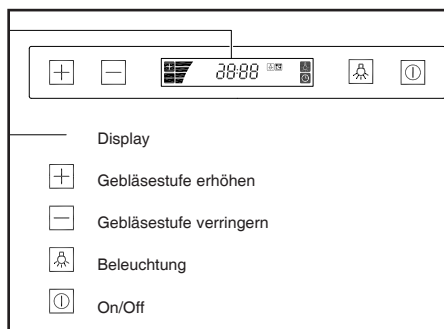 88:88
Display
Gebläsestufe erhöhen
Gebläsestufe verringern
Beleuchtung
On/Off